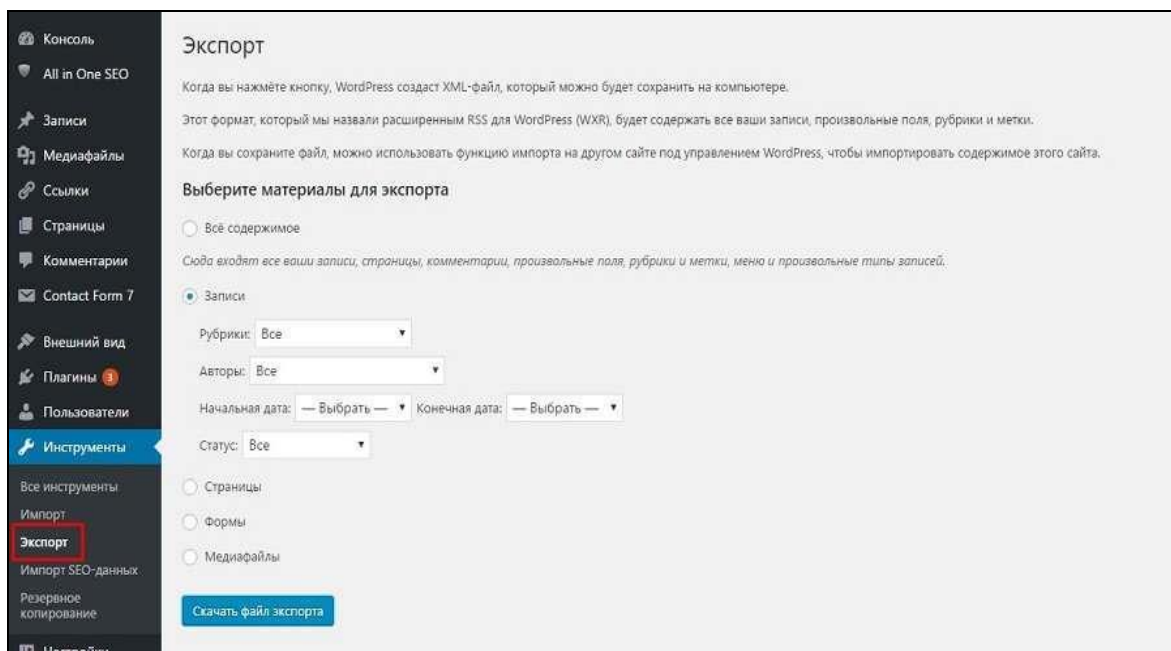 Консоль
All in One SEO
Записи
Медиафайлы
Ссылки
Страницы
Комментарии
Contact Form 7
Внешний вид
Плагины 3
Пользователи
Инструменты
Все инструменты
Импорт
Экспорт
Импорт SEO-данных
Резервное
копирование
Настройки
Экспорт
Когда вы нажмёте кнопку, WordPress создаст XML-файл, который можно будет сохранить на компьютере.
Этот формат, который мы назвали расширенным RSS для WordPress (WXR), будет содержать все ваши записи, произвольные поля, рубрики и метки.
Когда вы сохраните файл, можно использовать функцию импорта на другом сайте под управлением WordPress, чтобы импортировать содержимое этого сайта.
Выберите материалы для экспорта
Всё содержимое
Сюда входят все ваши записи, страницы, комментарии, произвольные поля, рубрики и метки, меню и произвольные типы записей.
Записи
Рубрики: Все
Авторы: Все
Начальная дата: — Выбрать — Конечная дата: — Выбрать —
Статус: Все
Страницы
Формы
Медиафайлы
Скачать файл экспорта